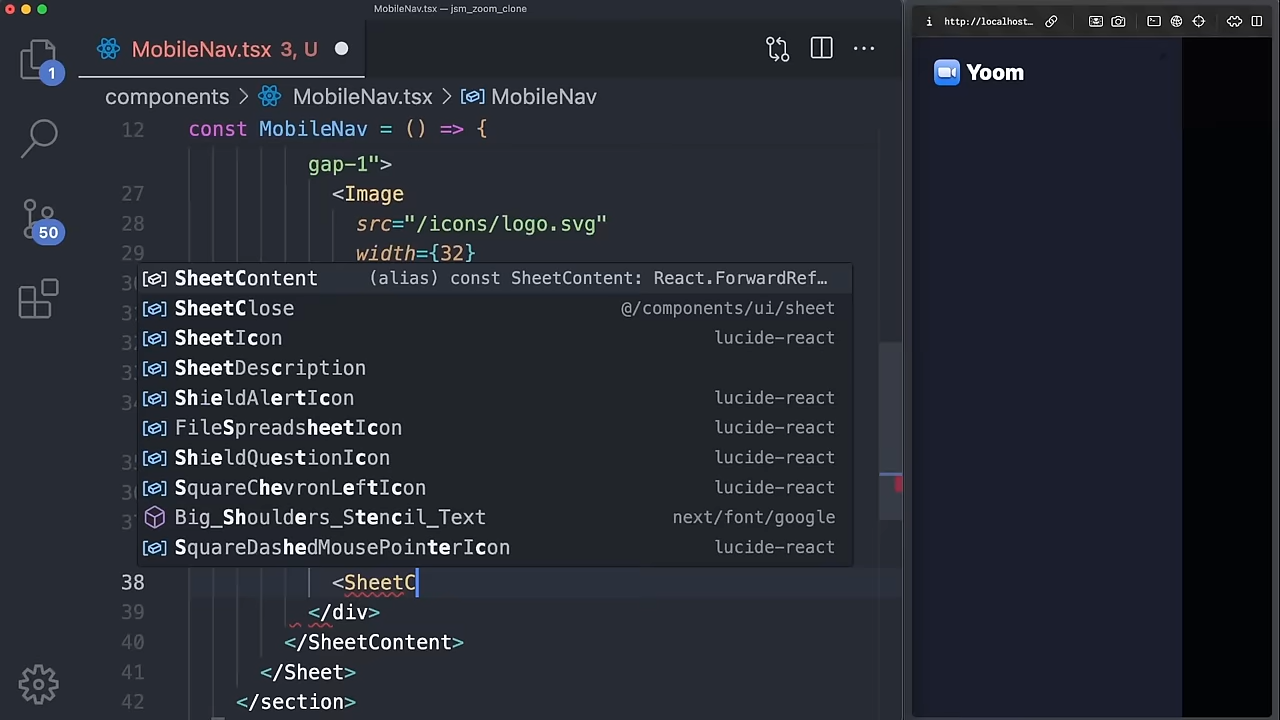 MobileNav.tsx — jsm_zoom_clone
MobileNav.tsx 3, U
i http://localhost…
1
components > MobileNav.tsx > MobileNav
Yoom
12 const MobileNav = () => {
gap-1">
27 <Image
28 src="/icons/logo.svg"
29 width={32}
50
SheetContent (alias) const SheetContent: React.ForwardRef…
SheetClose @/components/ui/sheet
SheetIcon lucide-react
SheetDescription
ShieldAlertIcon lucide-react
FileSpreadsheetIcon lucide-react
ShieldQuestionIcon lucide-react
SquareChevronLeftIcon lucide-react
Big_Shoulders_Stencil_Text next/font/google
SquareDashedMousePointerIcon lucide-react
38 <SheetC
39 </div>
40 </SheetContent>
41 </Sheet>
42 </section>